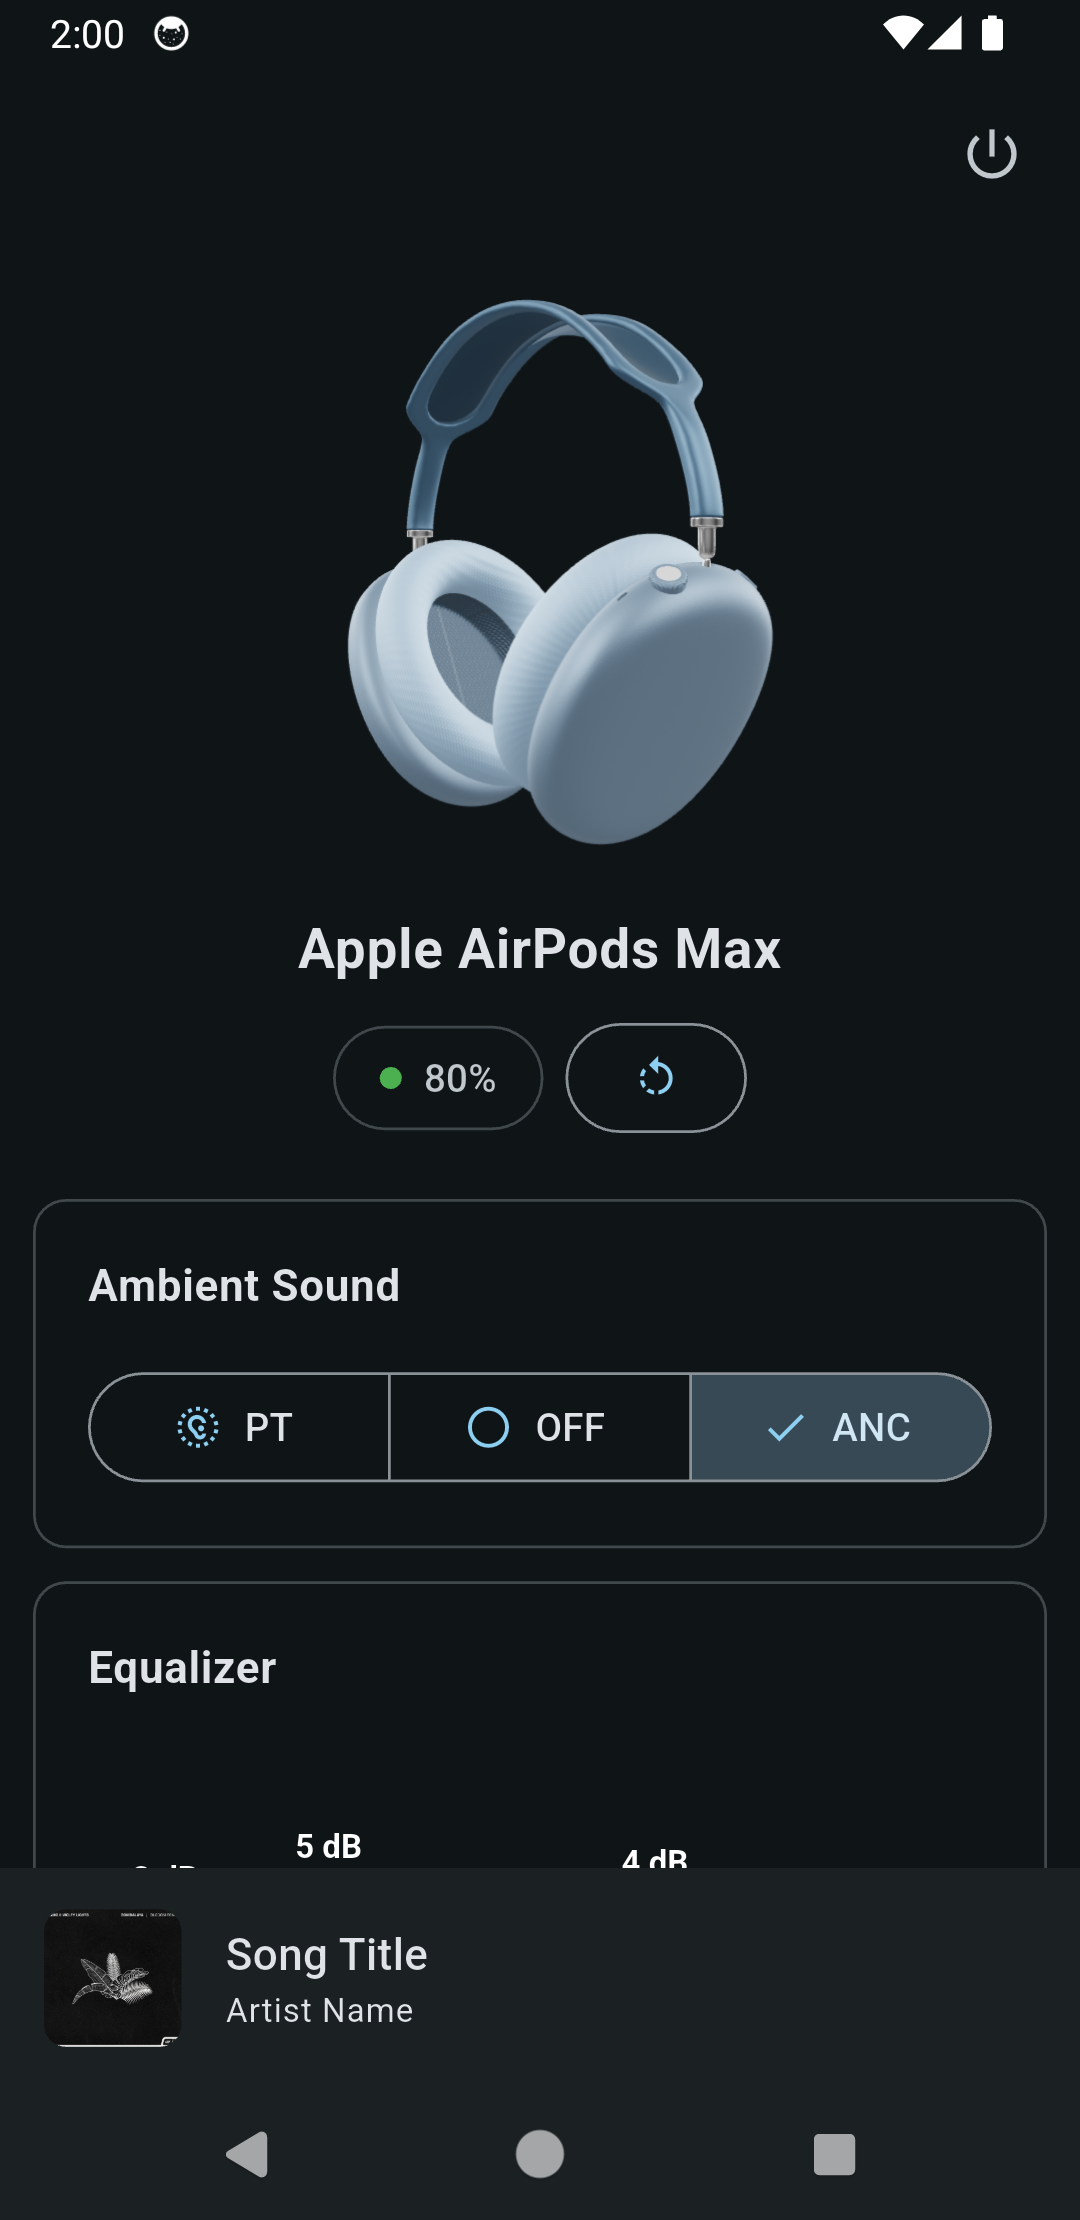 2:00
Apple AirPods Max
80%
Ambient Sound
PT
OFF
ANC
Equalizer
5 dB
4 dB
dB
Song Title
Artist Name